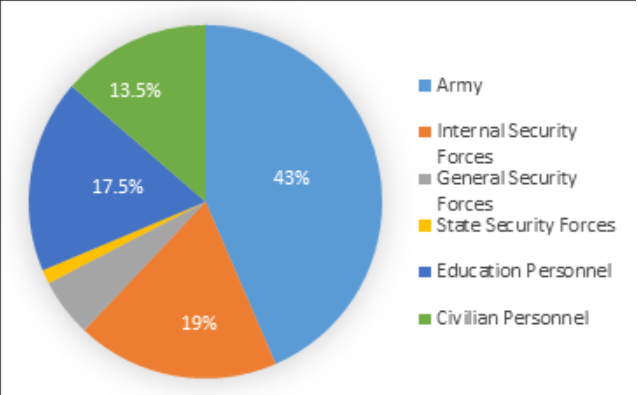 13.5%
43%
17.5%
19%
Army
Internal Security
Forces
General Security
Forces
State Security Forces
Education Personnel
Civilian Personnel